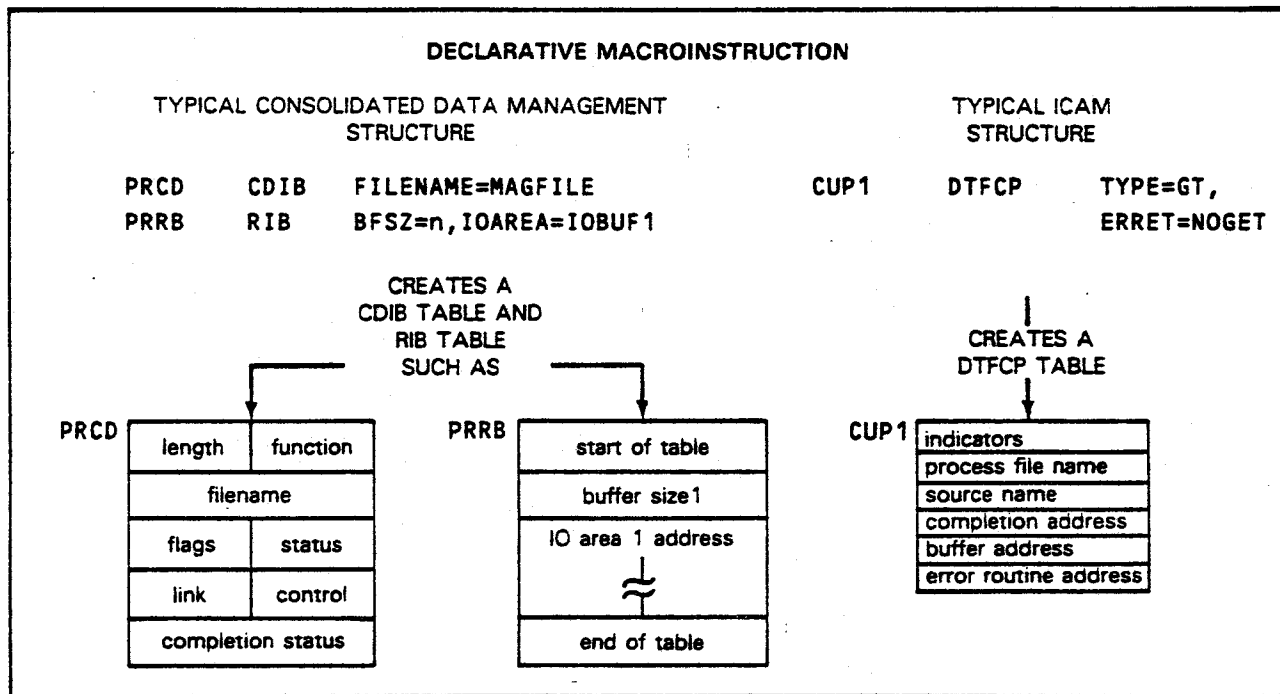 DECLARATIVE MACROINSTRUCTION
TYPICAL CONSOLIDATED DATA MANAGEMENT
STRUCTURE
PRCD CDIB FILENAME=MAGFILE
PRRB RIB BFSZ=n,IOAREA=IOBUF1
CREATES A
CDIB TABLE AND
RIB TABLE
SUCH AS
PRCD
length function
filename
flags status
link control
completion status
PRRB
start of table
buffer size1
IO area 1 address
end of table
TYPICAL ICAM
STRUCTURE
CUP1 DTFCP TYPE=GT,
ERRET=NOGET
CREATES A
DTFCP TABLE
CUP1
indicators
process file name
source name
completion address
buffer address
error routine address